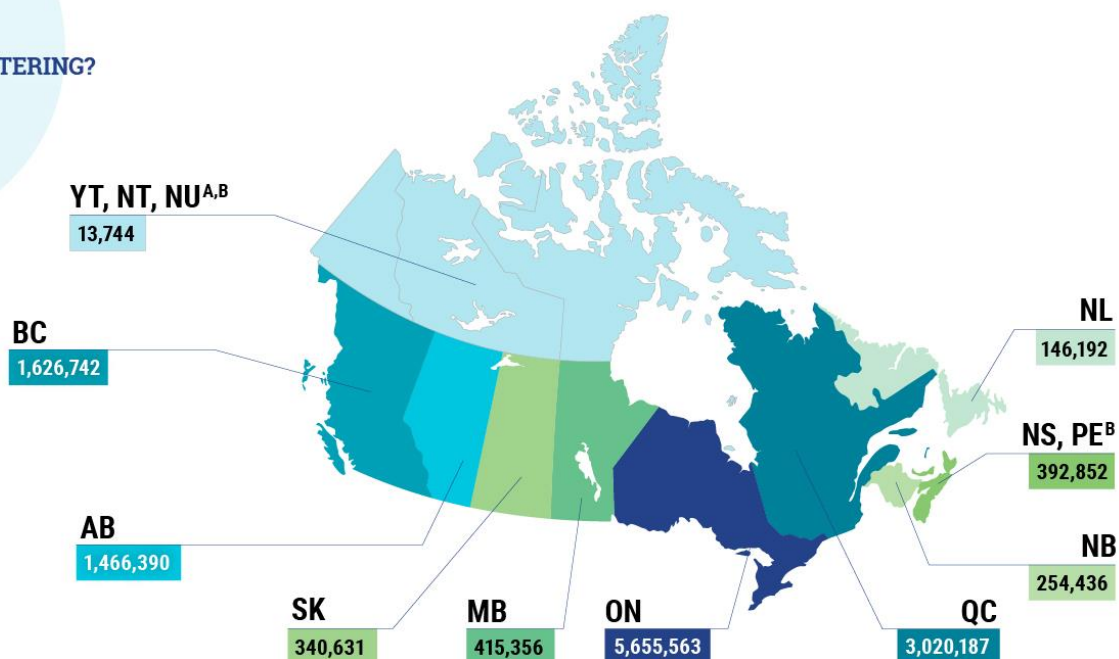 TERING?
YT, NT, NUᴬ,ᴮ
13,744
BC
1,626,742
AB
1,466,390
SK
340,631
MB
415,356
ON
5,655,563
QC
3,020,187
NL
146,192
NS, PEᴮ
392,852
NB
254,436